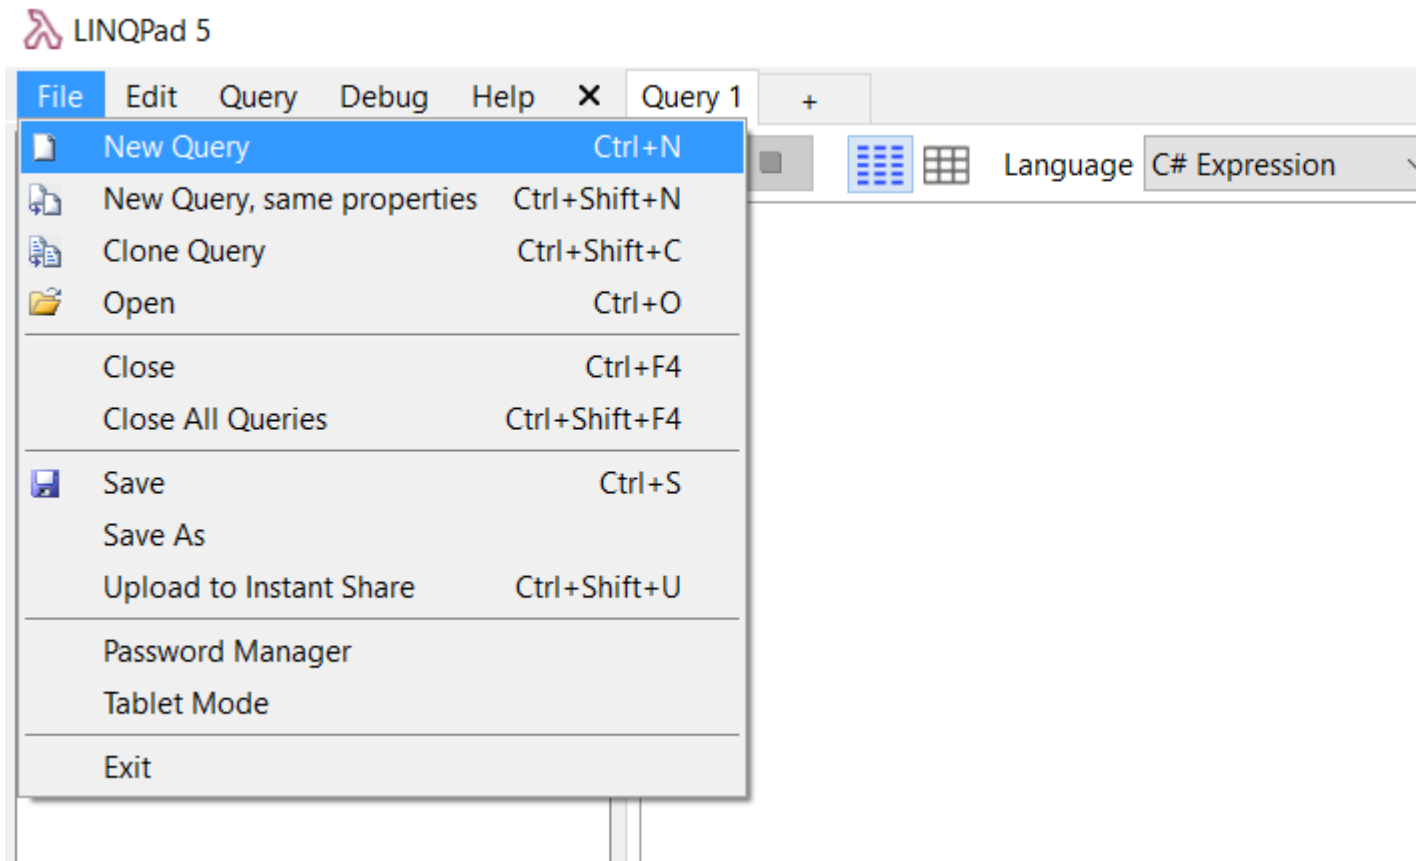 LINQPad 5
File Edit Query Debug Help × Query 1 +
New Query Ctrl+N
Language C# Expression
New Query, same properties Ctrl+Shift+N
Clone Query Ctrl+Shift+C
Open Ctrl+O
Close Ctrl+F4
Close All Queries Ctrl+Shift+F4
Save Ctrl+S
Save As
Upload to Instant Share Ctrl+Shift+U
Password Manager
Tablet Mode
Exit